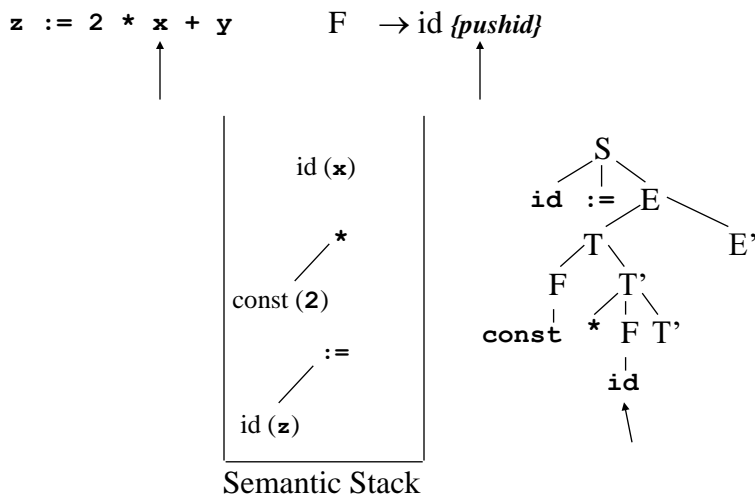 z := 2 * x + y
F → id {pushid}
id (x)
*
const (2)
:=
id (z)
Semantic Stack
S
id := E
T E'
F T'
const * F T'
id